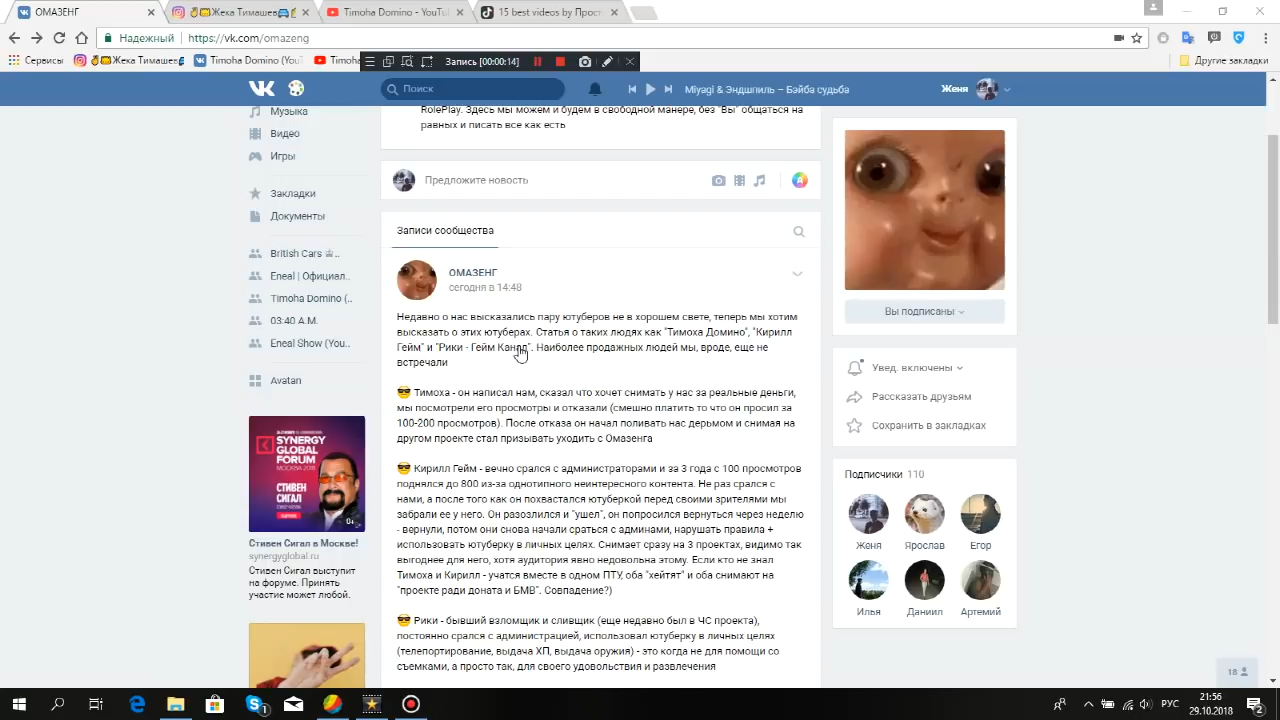 ОМАЗЕНГ
Жека Тимашев
Timoha Domino - YouTu
15 best videos by Прост
Надежный
https://vk.com/omazeng
Сервисы
Жека Тимашев
Timoha Domino (You
Timoha
Запись [00:00:14]
Другие закладки
Поиск
Miyagi & Эндшпиль – Бэйба судьба
Женя
Музыка
Видео
Игры
Закладки
Документы
British Cars
Eneal | Официал..
Timoha Domino (..
03:40 A.M.
Eneal Show (You..
Avatan
SYNERGY
GLOBAL
FORUM
МОСКВА 2018
СТИВЕН
СИГАЛ
0+
Стивен Сигал в Москве!
synergyglobal.ru
Стивен Сигал выступит
на форуме. Принять
участие может любой.
RolePlay. Здесь мы можем и будем в свободной манере, без "Вы" общаться на
равных и писать все как есть
Предложите новость
Записи сообщества
ОМАЗЕНГ
сегодня в 14:48
Недавно о нас высказались пару ютуберов не в хорошем свете, теперь мы хотим
высказать о этих ютуберах. Статья о таких людях как "Тимоха Домино", "Кирилл
Гейм" и "Рики - Гейм Канал". Наиболее продажных людей мы, вроде, еще не
встречали
Тимоха - он написал нам, сказал что хочет снимать у нас за реальные деньги,
мы посмотрели его просмотры и отказали (смешно платить то что он просил за
100-200 просмотров). После отказа он начал поливать нас дерьмом и снимая на
другом проекте стал призывать уходить с Омазенга
Кирилл Гейм - вечно срался с администраторами и за 3 года с 100 просмотров
поднялся до 800 из-за однотипного неинтересного контента. Не раз срался с
нами, а после того как он похвастался ютуберкой перед своими зрителями мы
забрали ее у него. Он разозлился и "ушел", он попросился вернуться через неделю
- вернули, потом они снова начали сраться с админами, нарушать правила +
использовать ютуберку в личных целях. Снимает сразу на 3 проектах, видимо так
выгоднее для него, хотя аудитория явно недовольна этому. Если кто не знал
Тимоха и Кирилл - учатся вместе в одном ПТУ, оба "хейтят" и оба снимают на
"проекте ради доната и БМВ". Совпадение?)
Рики - бывший взломщик и сливщик (еще недавно был в ЧС проекта),
постоянно срался с администрацией, использовал ютуберку в личных целях
(телепортирование, выдача ХП, выдача оружия) - это когда не для помощи со
съемками, а просто так, для своего удовольствия и развлечения
Вы подписаны
Увед. включены
Рассказать друзьям
Сохранить в закладках
Подписчики 110
Женя
Ярослав
Егор
Илья
Даниил
Артемий
18
РУС
21:56
29.10.2018